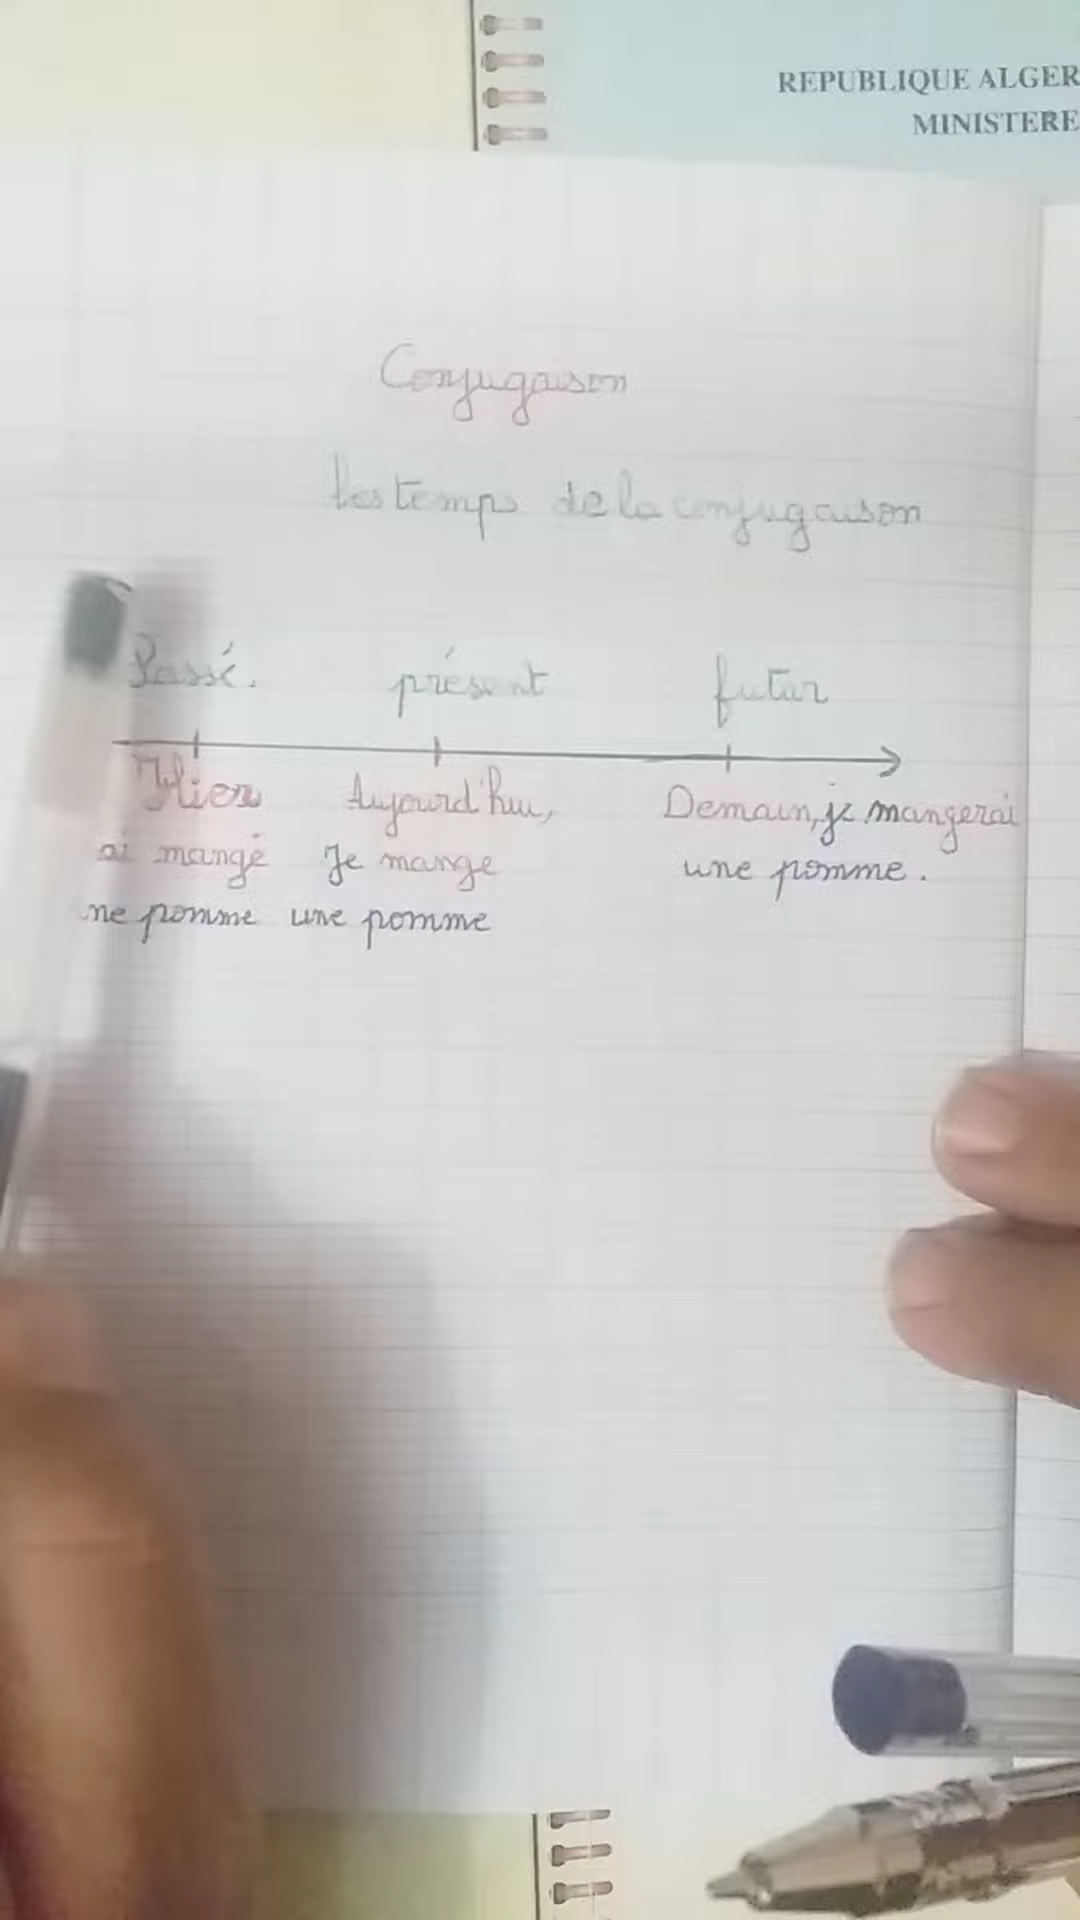 REPUBLIQUE ALGER
MINISTERE
Conjugaison
Les temps de la conjugaison
Passé. présent futur
Hier Aujourd'hui, Demain, je mangerai
ai mangé Je mange une pomme.
ne pomme une pomme